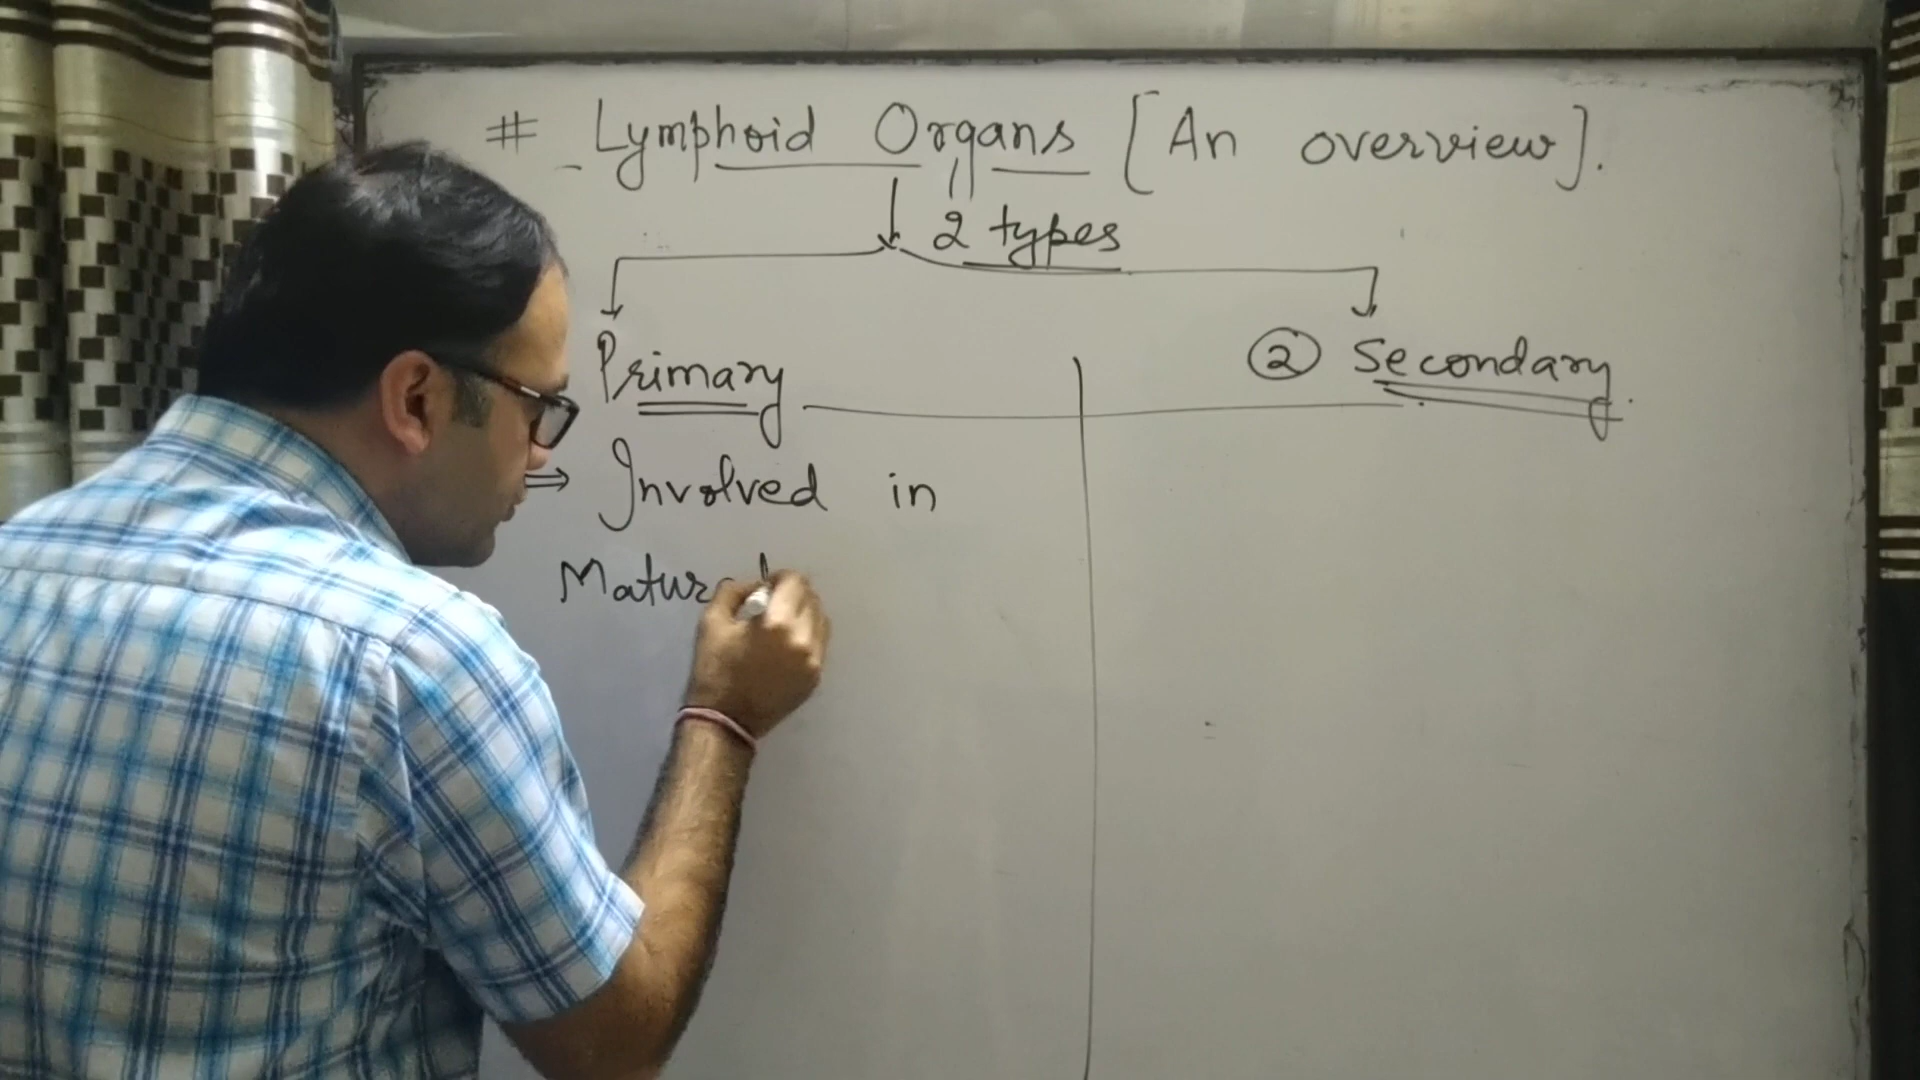 # Lymphoid Organs [An overview].
2 types
Primary
② Secondary
⇒ Involved in